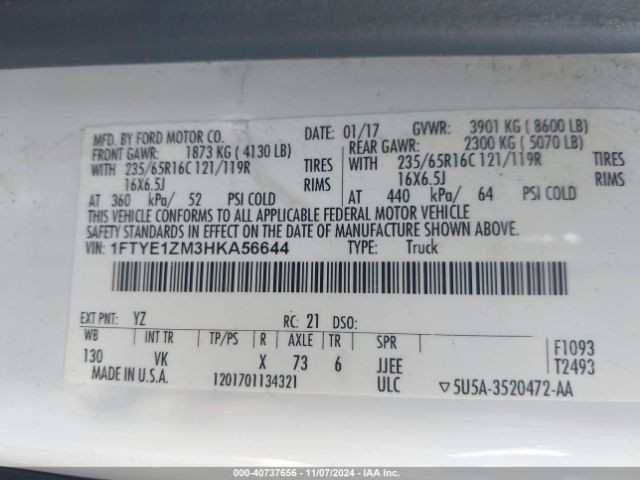 MFD. BY FORD MOTOR CO.
DATE: 01/17 GVWR: 3901 KG (8600 LB)
FRONT GAWR: 1873 KG (4130 LB)
REAR GAWR: 2300 KG (5070 LB)
WITH 235/65R16C 121/119R TIRES
WITH 235/65R16C 121/119R TIRES
16X6.5J RIMS
16X6.5J RIMS
AT 360 kPa/ 52 PSI COLD
AT 440 kPa/ 64 PSI COLD
THIS VEHICLE CONFORMS TO ALL APPLICABLE FEDERAL MOTOR VEHICLE
SAFETY STANDARDS IN EFFECT ON THE DATE OF MANUFACTURE SHOWN ABOVE.
VIN: 1FTYE1ZM3HKA56644 TYPE: Truck
EXT PNT: YZ RC: 21 DSO:
WB INT TR TP/PS R AXLE TR SPR
130 VK X 73 6 JJEE
F1093
T2493
MADE IN U.S.A. 1201701134321 ULC ▽5U5A-3520472-AA
© Stock #: 40737656 - 11/07/2024 - IAA